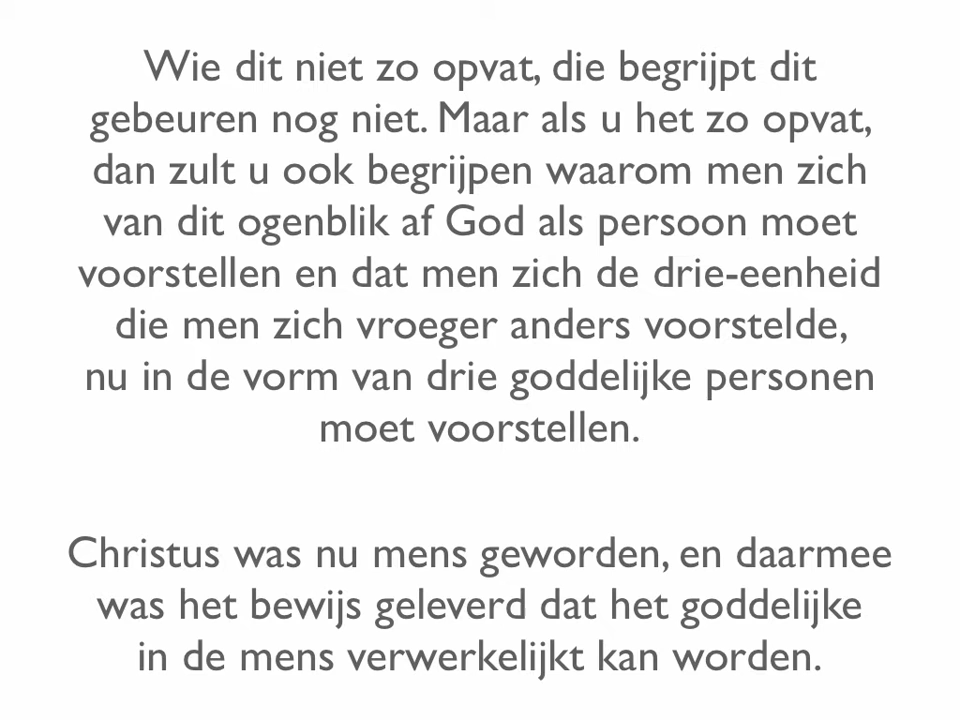 Wie dit niet zo opvat, die begrijpt dit
gebeuren nog niet. Maar als u het zo opvat,
dan zult u ook begrijpen waarom men zich
van dit ogenblik af God als persoon moet
voorstellen en dat men zich de drie-eenheid
die men zich vroeger anders voorstelde,
nu in de vorm van drie goddelijke personen
moet voorstellen.
Christus was nu mens geworden, en daarmee
was het bewijs geleverd dat het goddelijke
in de mens verwerkelijkt kan worden.